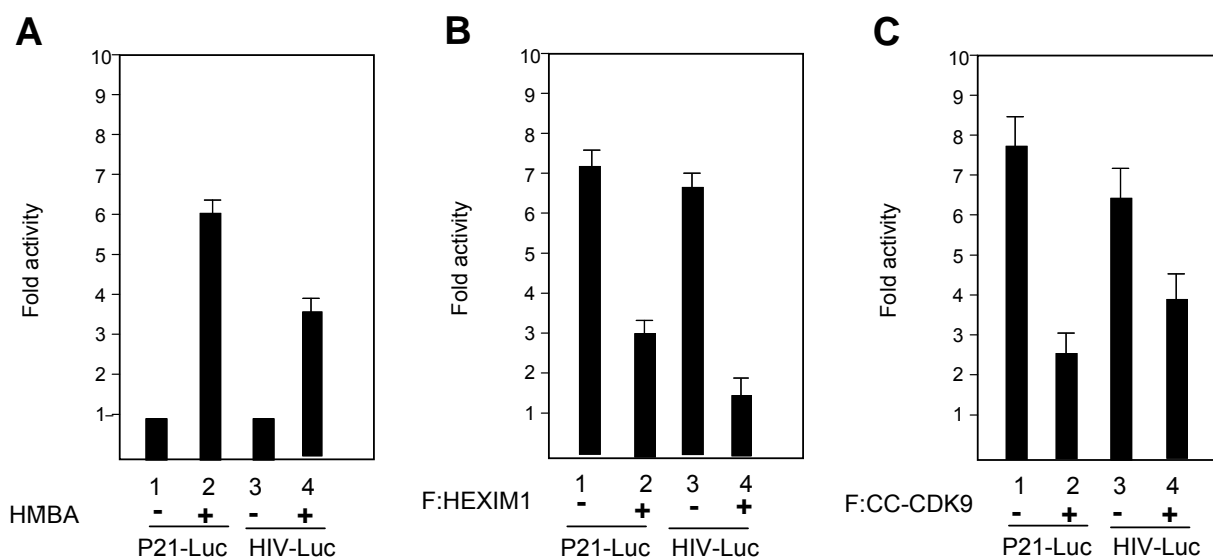 A
10
9
8
7
6
5
4
3
2
1
Fold activity
1 2 3 4
HMBA - + - +
P21-Luc HIV-Luc
B
10
9
8
7
6
5
4
3
2
1
Fold activity
1 2 3 4
F:HEXIM1 - + - +
P21-Luc HIV-Luc
C
10
9
8
7
6
5
4
3
2
1
Fold activity
1 2 3 4
F:CC-CDK9 - + - +
P21-Luc HIV-Luc